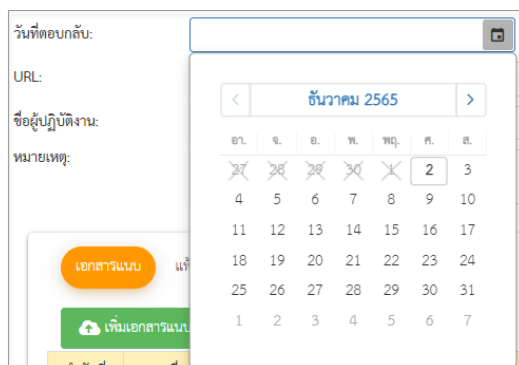 วันที่ตอบกลับ:
URL:
ชื่อผู้ปฏิบัติงาน:
หมายเหตุ:
ธันวาคม 2565
อา. จ. อ. พ. พฤ. ศ. ส.
27 28 29 30 1 2 3
4 5 6 7 8 9 10
11 12 13 14 15 16 17
18 19 20 21 22 23 24
25 26 27 28 29 30 31
1 2 3 4 5 6 7
เอกสารแนบ
เพิ่มเอกสารแนบ